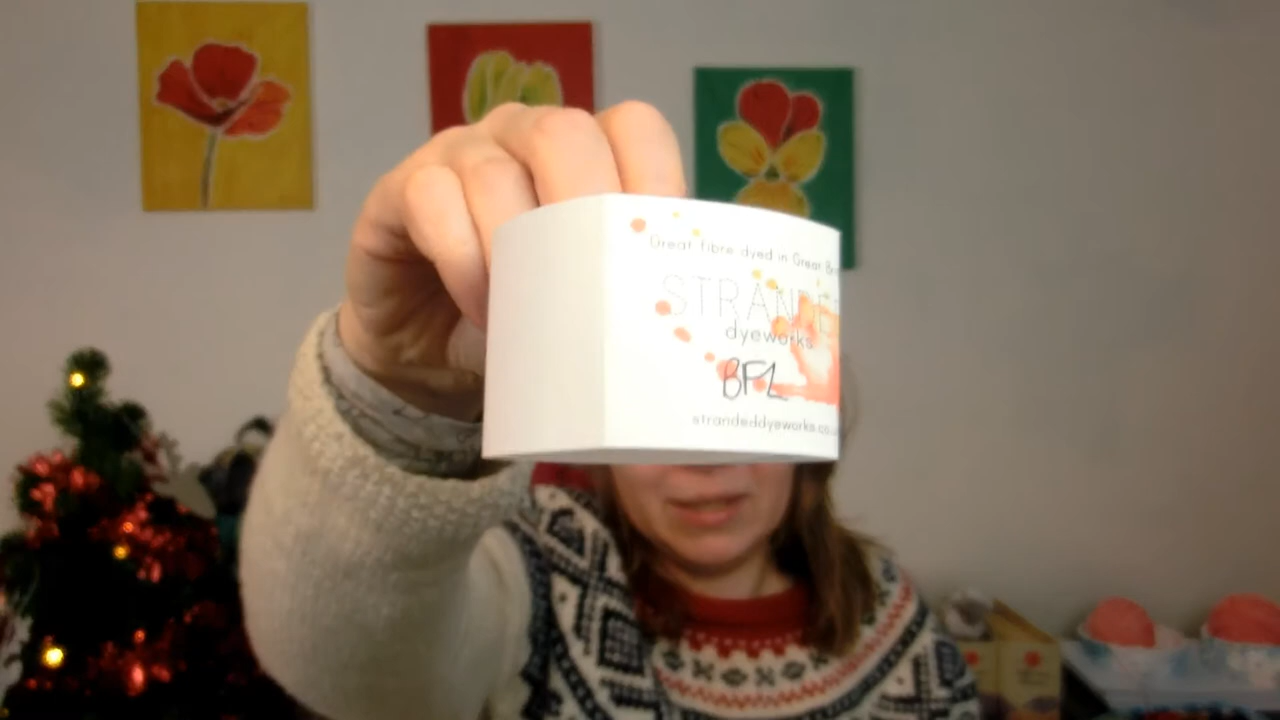 Great fibre dyed in Great Bri
STRANDE
dyeworks
BFL
strandeddyeworks.co.u